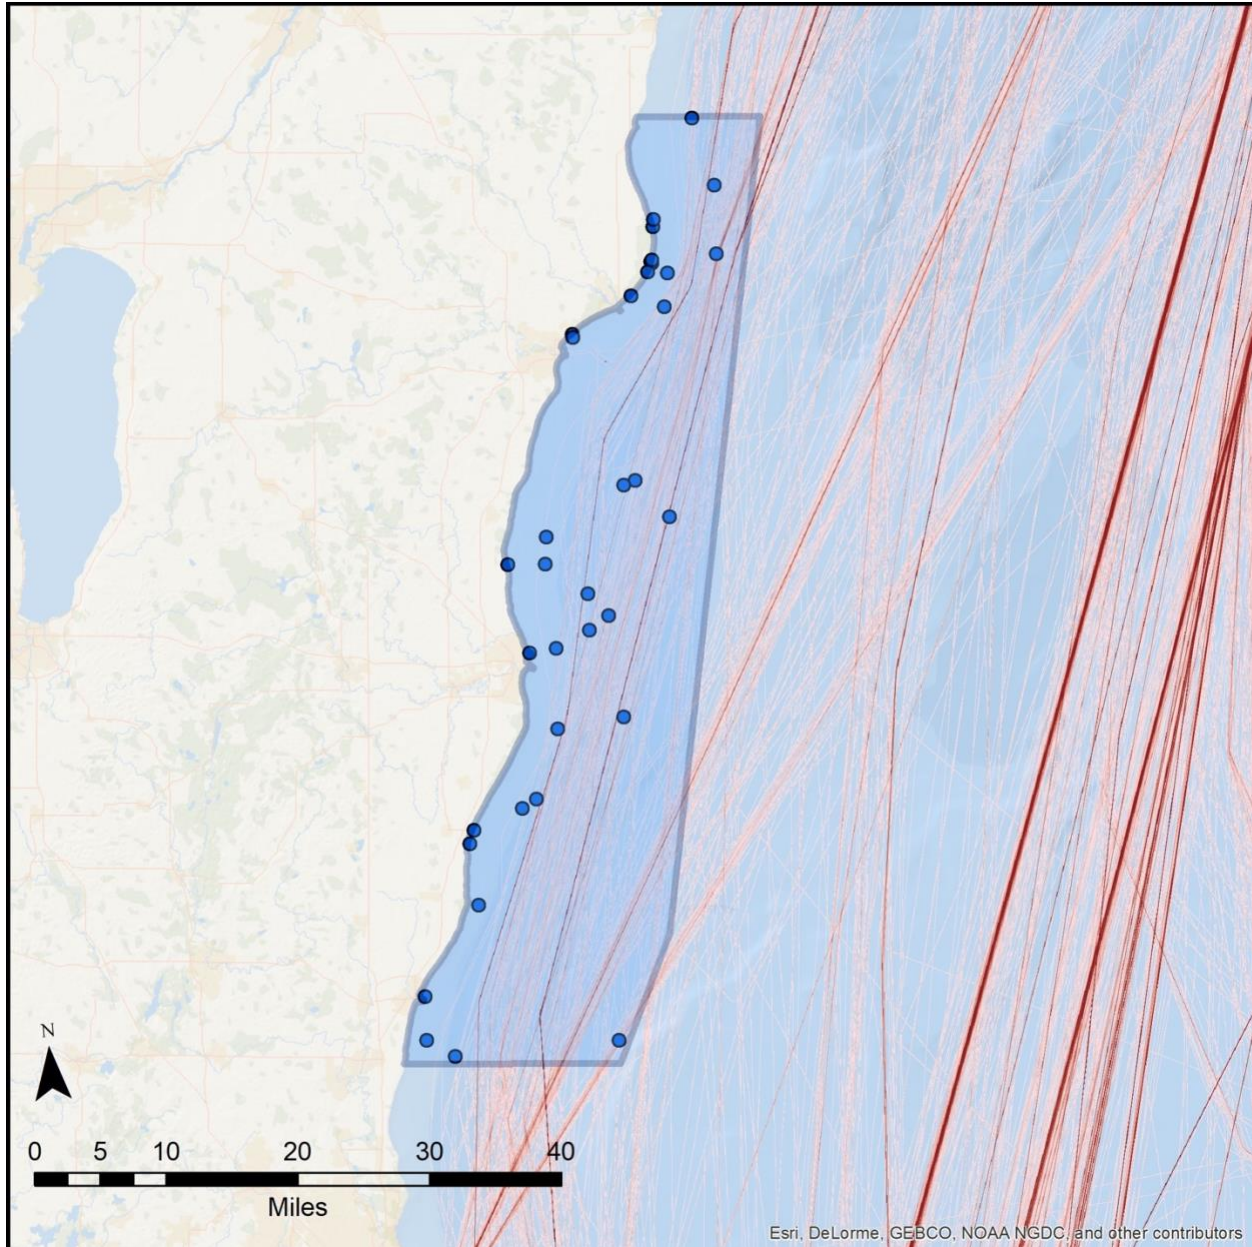 N
0 5 10 20 30 40
Miles
Esri, DeLorme, GEBCO, NOAA NGDC, and other contributors